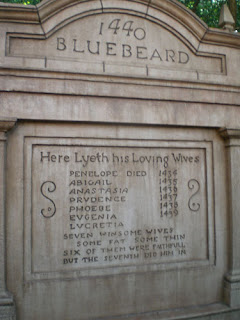 1440
BLUEBEARD
Here Lyeth his Loving Wives
PENELOPE DIED 1434
ABIGAIL 1435
ANASTASIA 1436
PRUDENCE 1437
PHOEBE 1438
EUGENIA 1439
LUCRETIA
SEVEN WINSOME WIVES
SOME FAT SOME THIN
SIX OF THEM WERE FAITHFUL
BUT THE SEVENTH DID HIM IN